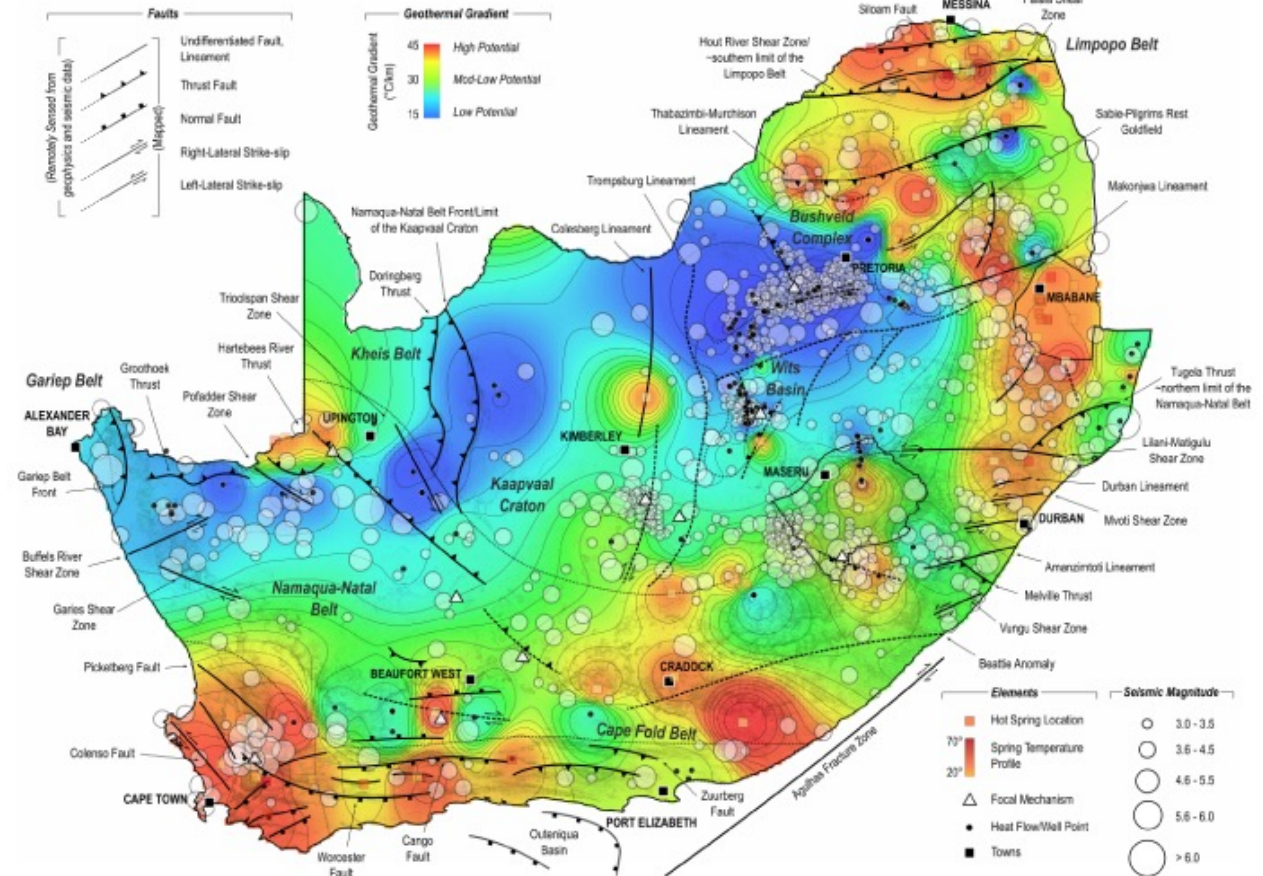 Faults
(Remotely Sensed from
geophysics and seismic data)
(Mapped)
Undifferentiated Fault,
Lineament
Thrust Fault
Normal Fault
Right-Lateral Strike-slip
Left-Lateral Strike-slip
Geothermal Gradient
Geothermal Gradient
(°C/km)
45
30
15
High Potential
Mod-Low Potential
Low Potential
Siloam Fault
MESSINA
Zone
Limpopo Belt
Hout River Shear Zone/
~southern limit of the
Limpopo Belt
Thabazimbi-Murchison
Lineament
Sabie-Pilgrims Rest
Goldfield
Makonjwa Lineament
Trompsburg Lineament
Namaqua-Natal Belt Front/Limit
of the Kaapvaal Craton
Colesberg Lineament
Bushveld
Complex
PRETORIA
MBABANE
Doringberg
Thrust
Trioolspan Shear
Zone
Hartebees River
Thrust
Kheis Belt
Wits
Basin
Gariep Belt
Groothoek
Thrust
Pofadder Shear
Zone
Tugela Thrust
~northern limit of the
Namaqua-Natal Belt
ALEXANDER
BAY
UPINGTON
KIMBERLEY
MASERU
Lilani-Matigulu
Shear Zone
Gariep Belt
Front
Kaapvaal
Craton
Durban Lineament
DURBAN
Mvoti Shear Zone
Buffels River
Shear Zone
Amanzimtoti Lineament
Namaqua-Natal
Belt
Melville Thrust
Garies Shear
Zone
Vungu Shear Zone
Picketberg Fault
BEAUFORT WEST
CRADOCK
Beattie Anomaly
Colenso Fault
Cape Fold Belt
Agulhas Fracture Zone
CAPE TOWN
Zuurberg
Fault
PORT ELIZABETH
Outeniqua
Basin
Cango
Fault
Worcester
Fault
Elements
Hot Spring Location
70°
20°
Spring Temperature
Profile
Focal Mechanism
Heat Flow/Well Point
Towns
Seismic Magnitude
3.0 - 3.5
3.6 - 4.5
4.6 - 5.5
5.6 - 6.0
> 6.0